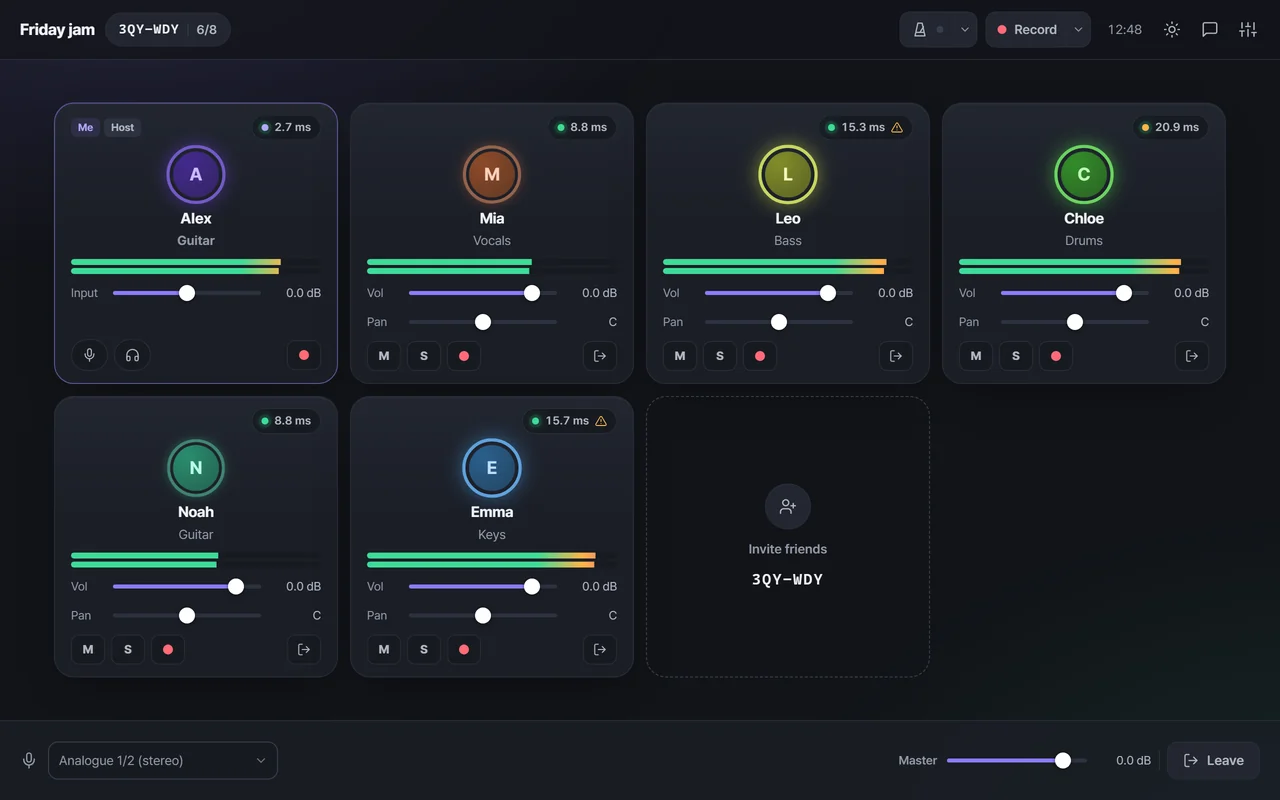 Friday jam 3QY-WDY 6/8 Record 12:48
Me Host 2.7 ms
A
Alex
Guitar
Input 0.0 dB
8.8 ms
M
Mia
Vocals
Vol 0.0 dB
Pan C
M S
15.3 ms
L
Leo
Bass
Vol 0.0 dB
Pan C
M S
20.9 ms
C
Chloe
Drums
Vol 0.0 dB
Pan C
M S
8.8 ms
N
Noah
Guitar
Vol 0.0 dB
Pan C
M S
15.7 ms
E
Emma
Keys
Vol 0.0 dB
Pan C
M S
Invite friends
3QY-WDY
Analogue 1/2 (stereo) Master 0.0 dB Leave